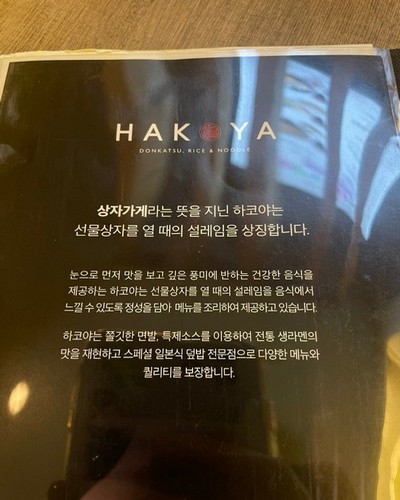 HAKOYA
DONKATSU, RICE & NOODLE
상자가게라는 뜻을 지닌 하코야는
선물상자를 열 때의 설레임을 상징합니다.
눈으로 먼저 맛을 보고 깊은 풍미에 반하는 건강한 음식을
제공하는 하코야는 선물상자를 열 때의 설레임을 음식에서
느낄 수 있도록 정성을 담아 메뉴를 조리하여 제공하고 있습니다.
하코야는 쫄깃한 면발, 특제소스를 이용하여 전통 생라멘의
맛을 재현하고 스페셜 일본식 덮밥 전문점으로 다양한 메뉴와
퀄리티를 보장합니다.